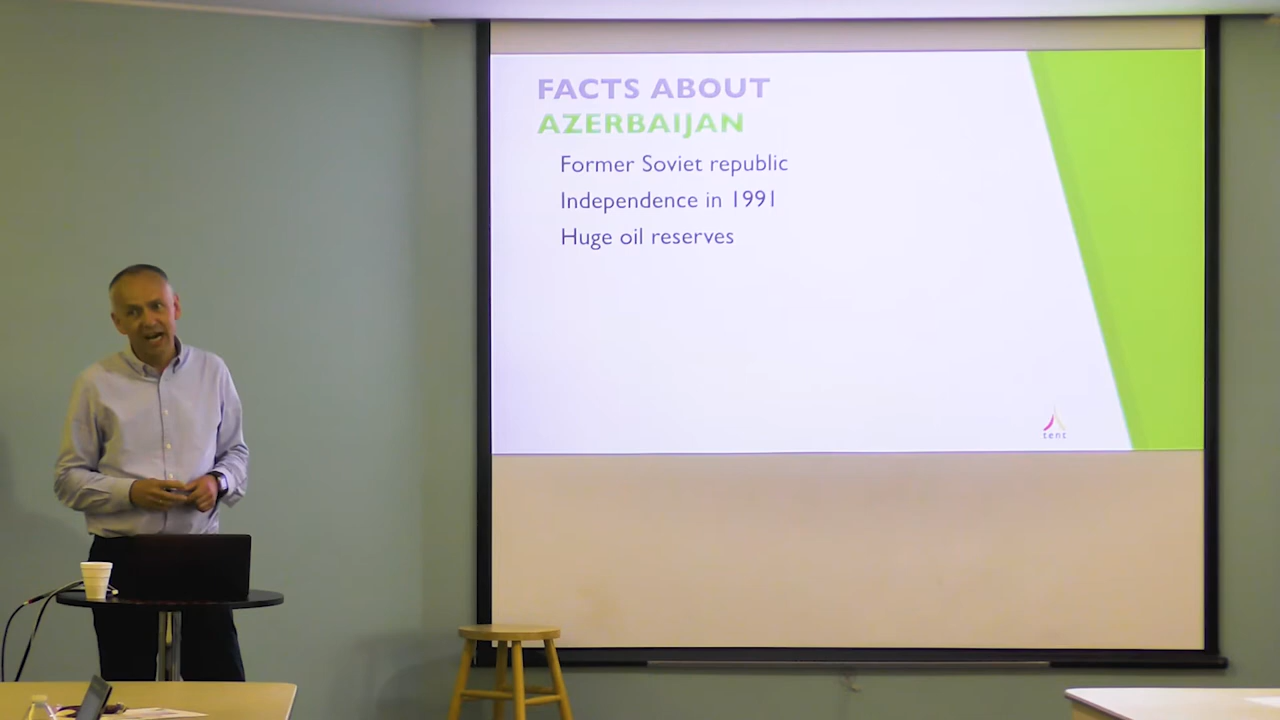 FACTS ABOUT
AZERBAIJAN
Former Soviet republic
Independence in 1991
Huge oil reserves
tent